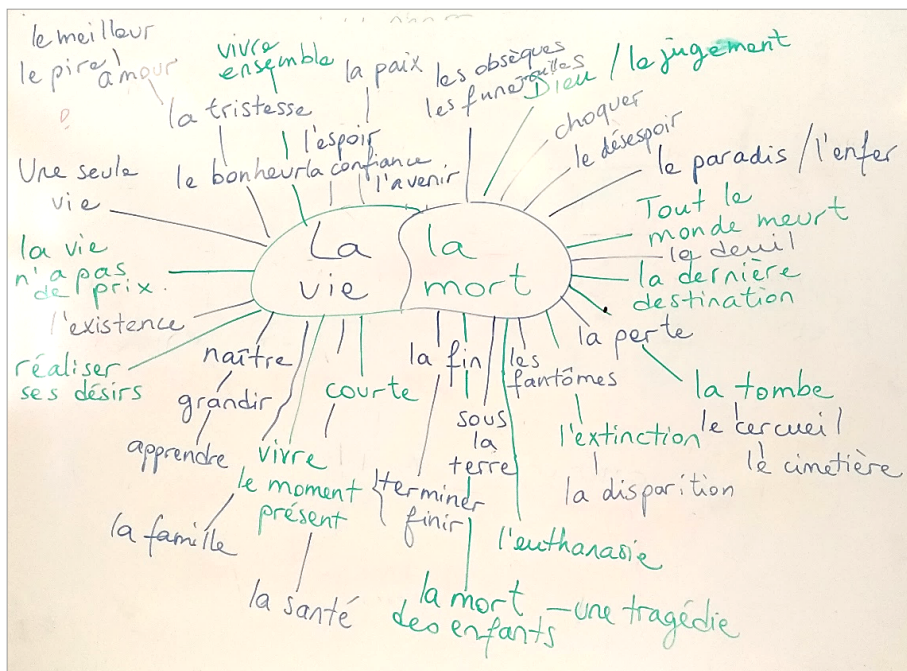 le meilleur
le pire
amour
vivre
ensemble
la paix
les obsèques
les funérailles
Dieu / le jugement
la tristesse
choquer
l'espoir
le désespoir
Une seule
vie
le bonheur
la confiance
l'avenir
le paradis / l'enfer
La
vie
la
mort
Tout le
monde meurt
le deuil
la vie
n'a pas
de prix.
la dernière
destination
l'existence
la perte
réaliser
ses désirs
naître
la fin
les
fantômes
grandir
courte
la tombe
sous
la
terre
l'extinction
le cercueil
apprendre
vivre
le moment
présent
le cimetière
terminer
finir
la disparition
la famille
l'euthanasie
la santé
la mort
des enfants
— une tragédie